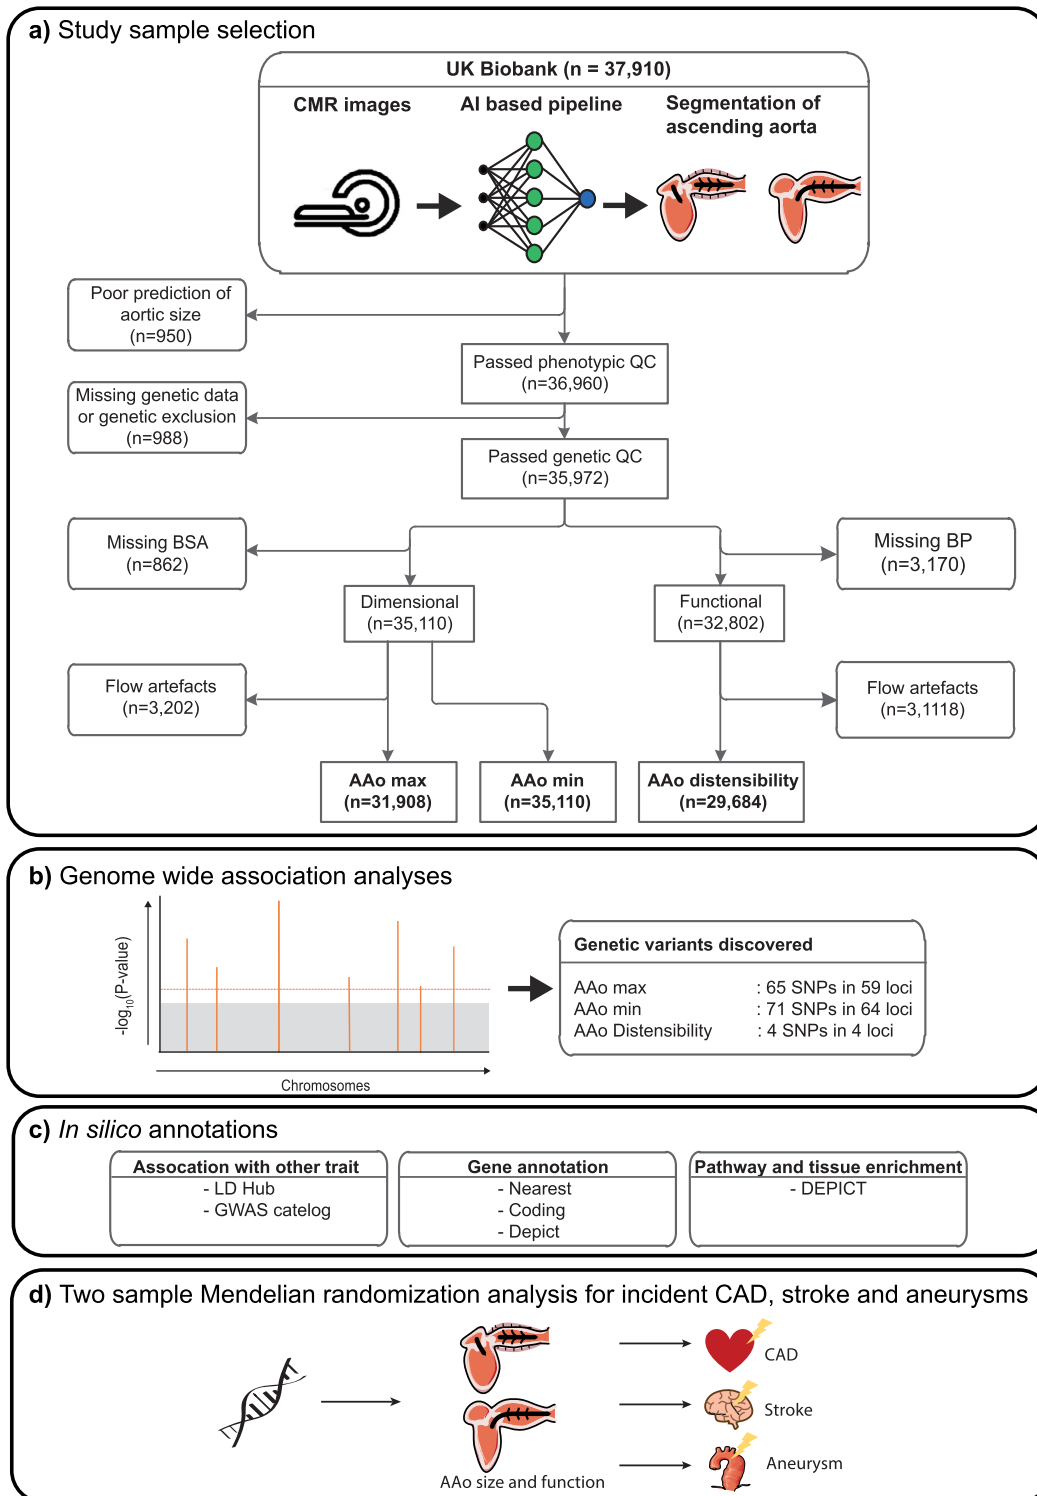 a) Study sample selection
UK Biobank (n = 37,910)
CMR images
AI based pipeline
Segmentation of
ascending aorta
Poor prediction of
aortic size
(n=950)
Passed phenotypic QC
(n=36,960)
Missing genetic data
or genetic exclusion
(n=988)
Passed genetic QC
(n=35,972)
Missing BSA
(n=862)
Missing BP
(n=3,170)
Dimensional
(n=35,110)
Functional
(n=32,802)
Flow artefacts
(n=3,202)
Flow artefacts
(n=3,1118)
AAo max
(n=31,908)
AAo min
(n=35,110)
AAo distensibility
(n=29,684)
b) Genome wide association analyses
-log10(P-value)
Chromosomes
Genetic variants discovered
AAo max : 65 SNPs in 59 loci
AAo min : 71 SNPs in 64 loci
AAo Distensibility : 4 SNPs in 4 loci
c) In silico annotations
Assocation with other trait
- LD Hub
- GWAS catelog
Gene annotation
- Nearest
- Coding
- Depict
Pathway and tissue enrichment
- DEPICT
d) Two sample Mendelian randomization analysis for incident CAD, stroke and aneurysms
CAD
Stroke
Aneurysm
AAo size and function